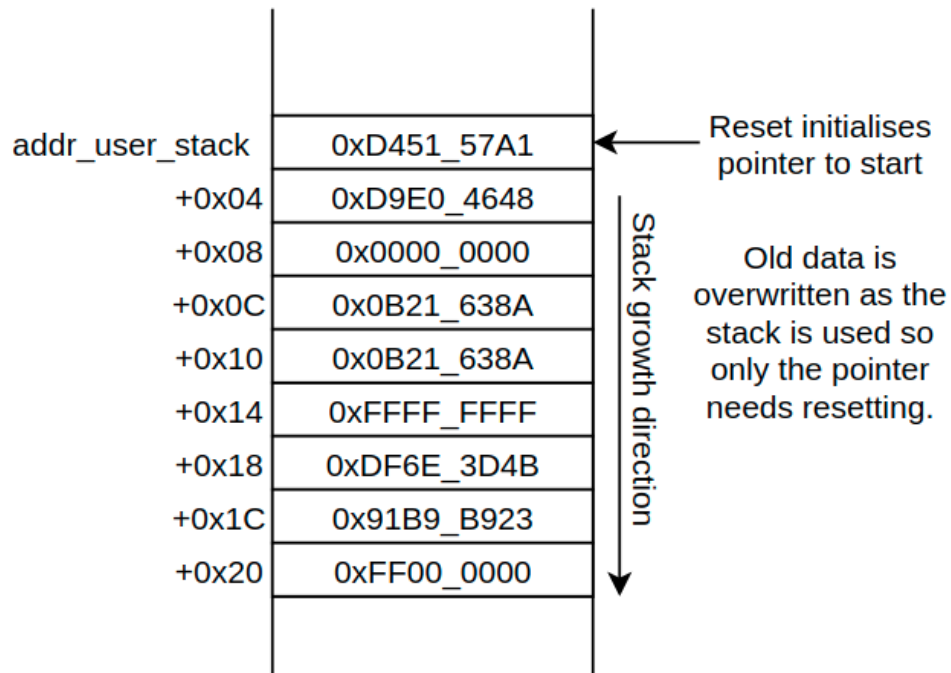 addr_user_stack 0xD451_57A1
+0x04 0xD9E0_4648
+0x08 0x0000_0000
+0x0C 0x0B21_638A
+0x10 0x0B21_638A
+0x14 0xFFFF_FFFF
+0x18 0xDF6E_3D4B
+0x1C 0x91B9_B923
+0x20 0xFF00_0000
Stack growth direction
Reset initialises
pointer to start
Old data is
overwritten as the
stack is used so
only the pointer
needs resetting.